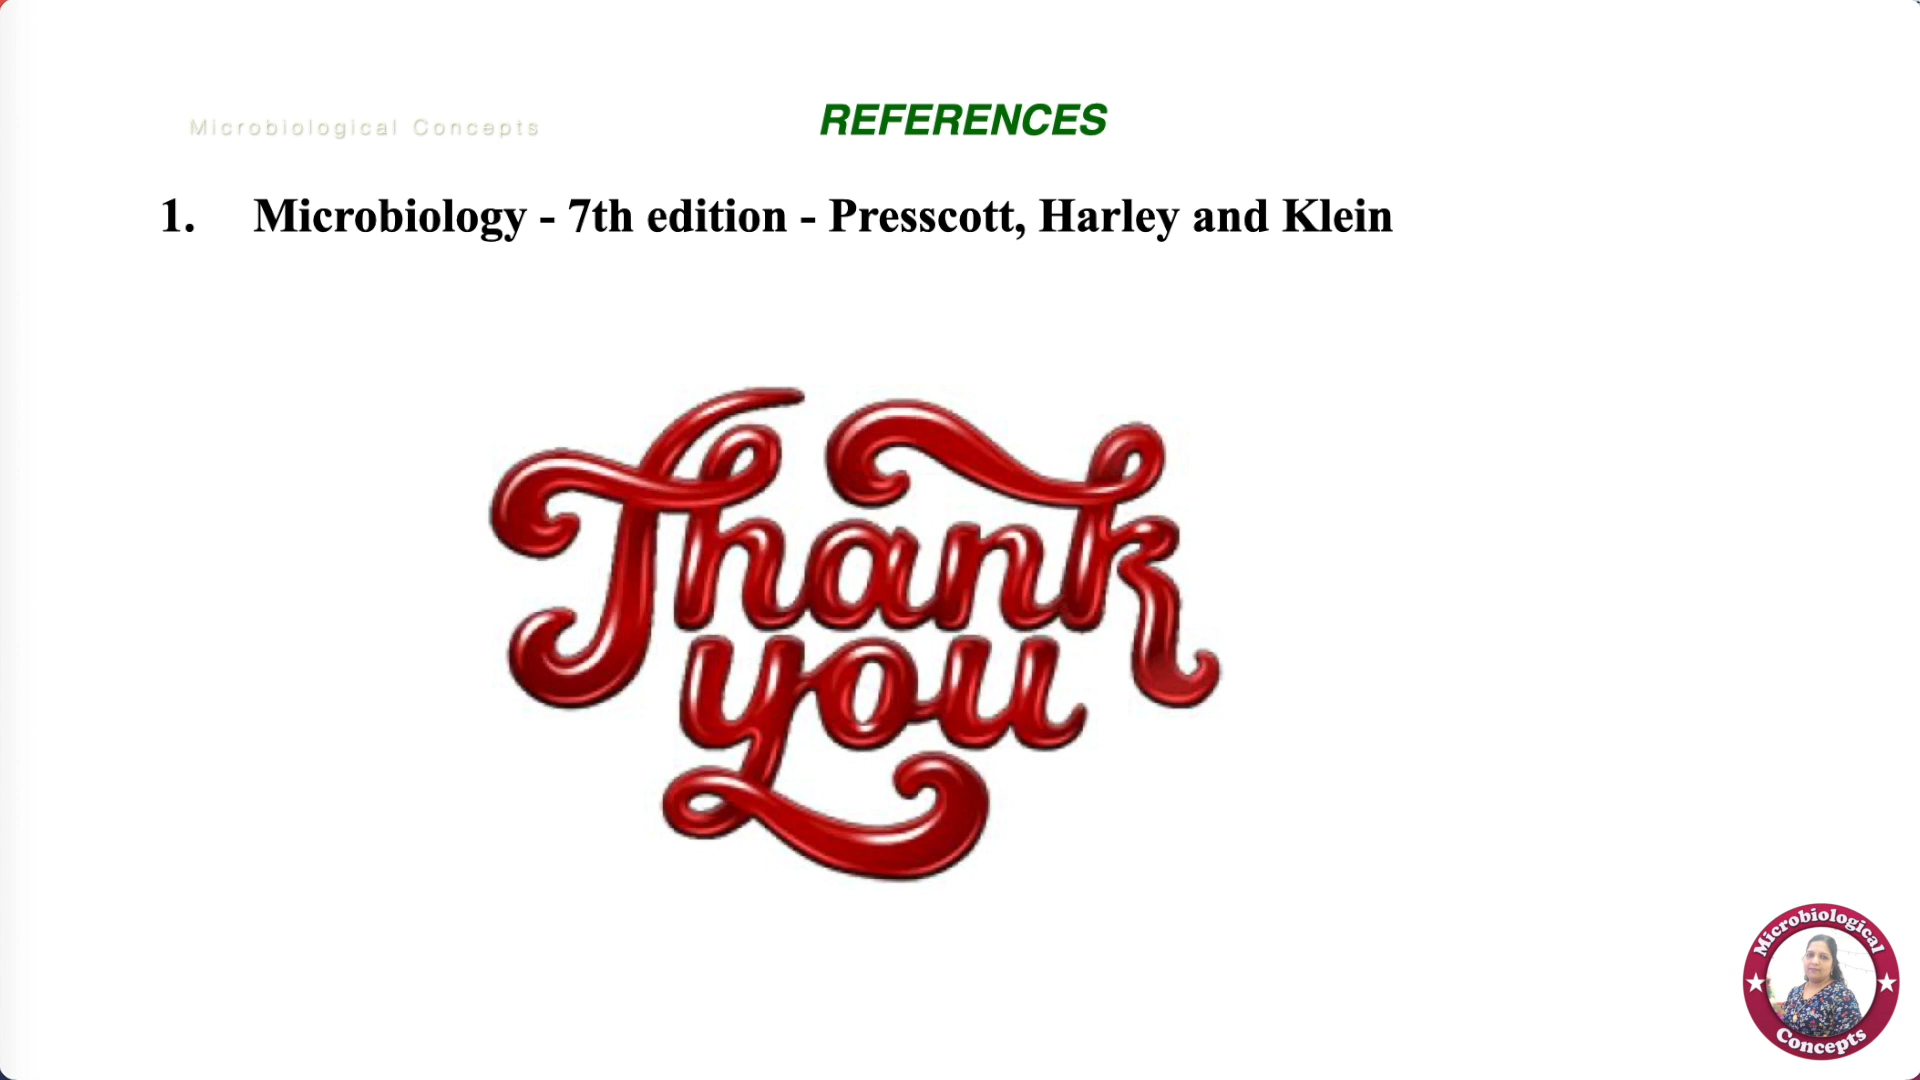 Microbiological Concepts
REFERENCES
1. Microbiology - 7th edition - Presscott, Harley and Klein
Thank
you
Microbiological
Concepts